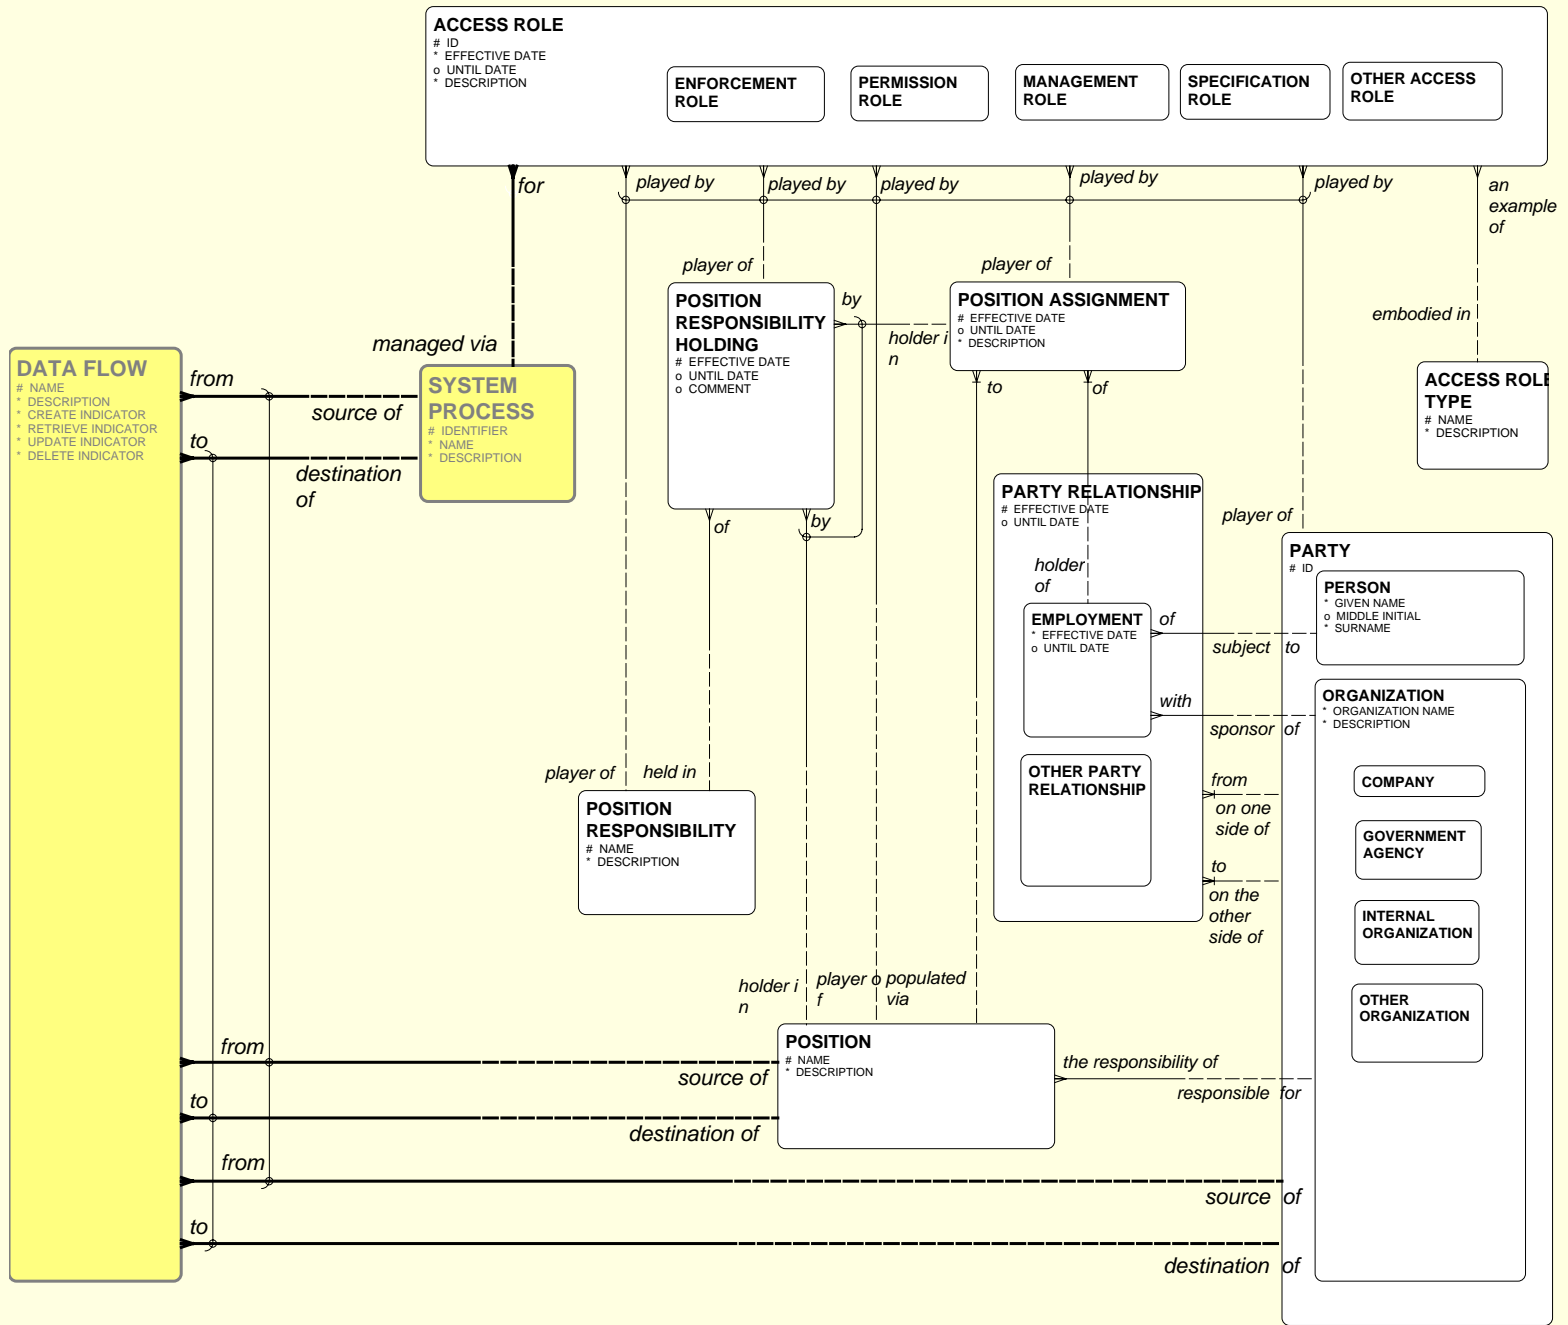 ACCESS ROLE
# ID
* EFFECTIVE DATE
o UNTIL DATE
* DESCRIPTION
ENFORCEMENT
ROLE
PERMISSION
ROLE
MANAGEMENT
ROLE
SPECIFICATION
ROLE
OTHER ACCESS
ROLE
for
played by
played by
played by
played by
played by
an
example
of
player of
player of
managed via
embodied in
DATA FLOW
# NAME
* DESCRIPTION
* CREATE INDICATOR
* RETRIEVE INDICATOR
* UPDATE INDICATOR
* DELETE INDICATOR
from
source of
to
destination
of
SYSTEM
PROCESS
# IDENTIFIER
* NAME
* DESCRIPTION
POSITION
RESPONSIBILITY
HOLDING
# EFFECTIVE DATE
o UNTIL DATE
o COMMENT
by
holder i
n
POSITION ASSIGNMENT
# EFFECTIVE DATE
o UNTIL DATE
* DESCRIPTION
to
of
ACCESS ROLE
TYPE
# NAME
* DESCRIPTION
of
by
PARTY RELATIONSHIP
# EFFECTIVE DATE
o UNTIL DATE
holder
of
player of
EMPLOYMENT
* EFFECTIVE DATE
o UNTIL DATE
of
subject to
with
sponsor of
OTHER PARTY
RELATIONSHIP
from
on one
side of
to
on the
other
side of
PARTY
# ID
PERSON
* GIVEN NAME
o MIDDLE INITIAL
* SURNAME
ORGANIZATION
* ORGANIZATION NAME
* DESCRIPTION
COMPANY
GOVERNMENT
AGENCY
INTERNAL
ORGANIZATION
OTHER
ORGANIZATION
player of
held in
POSITION
RESPONSIBILITY
# NAME
* DESCRIPTION
holder i
n
player o
f
populated
via
POSITION
# NAME
* DESCRIPTION
from
source of
to
destination of
the responsibility of
responsible for
from
source of
to
destination of